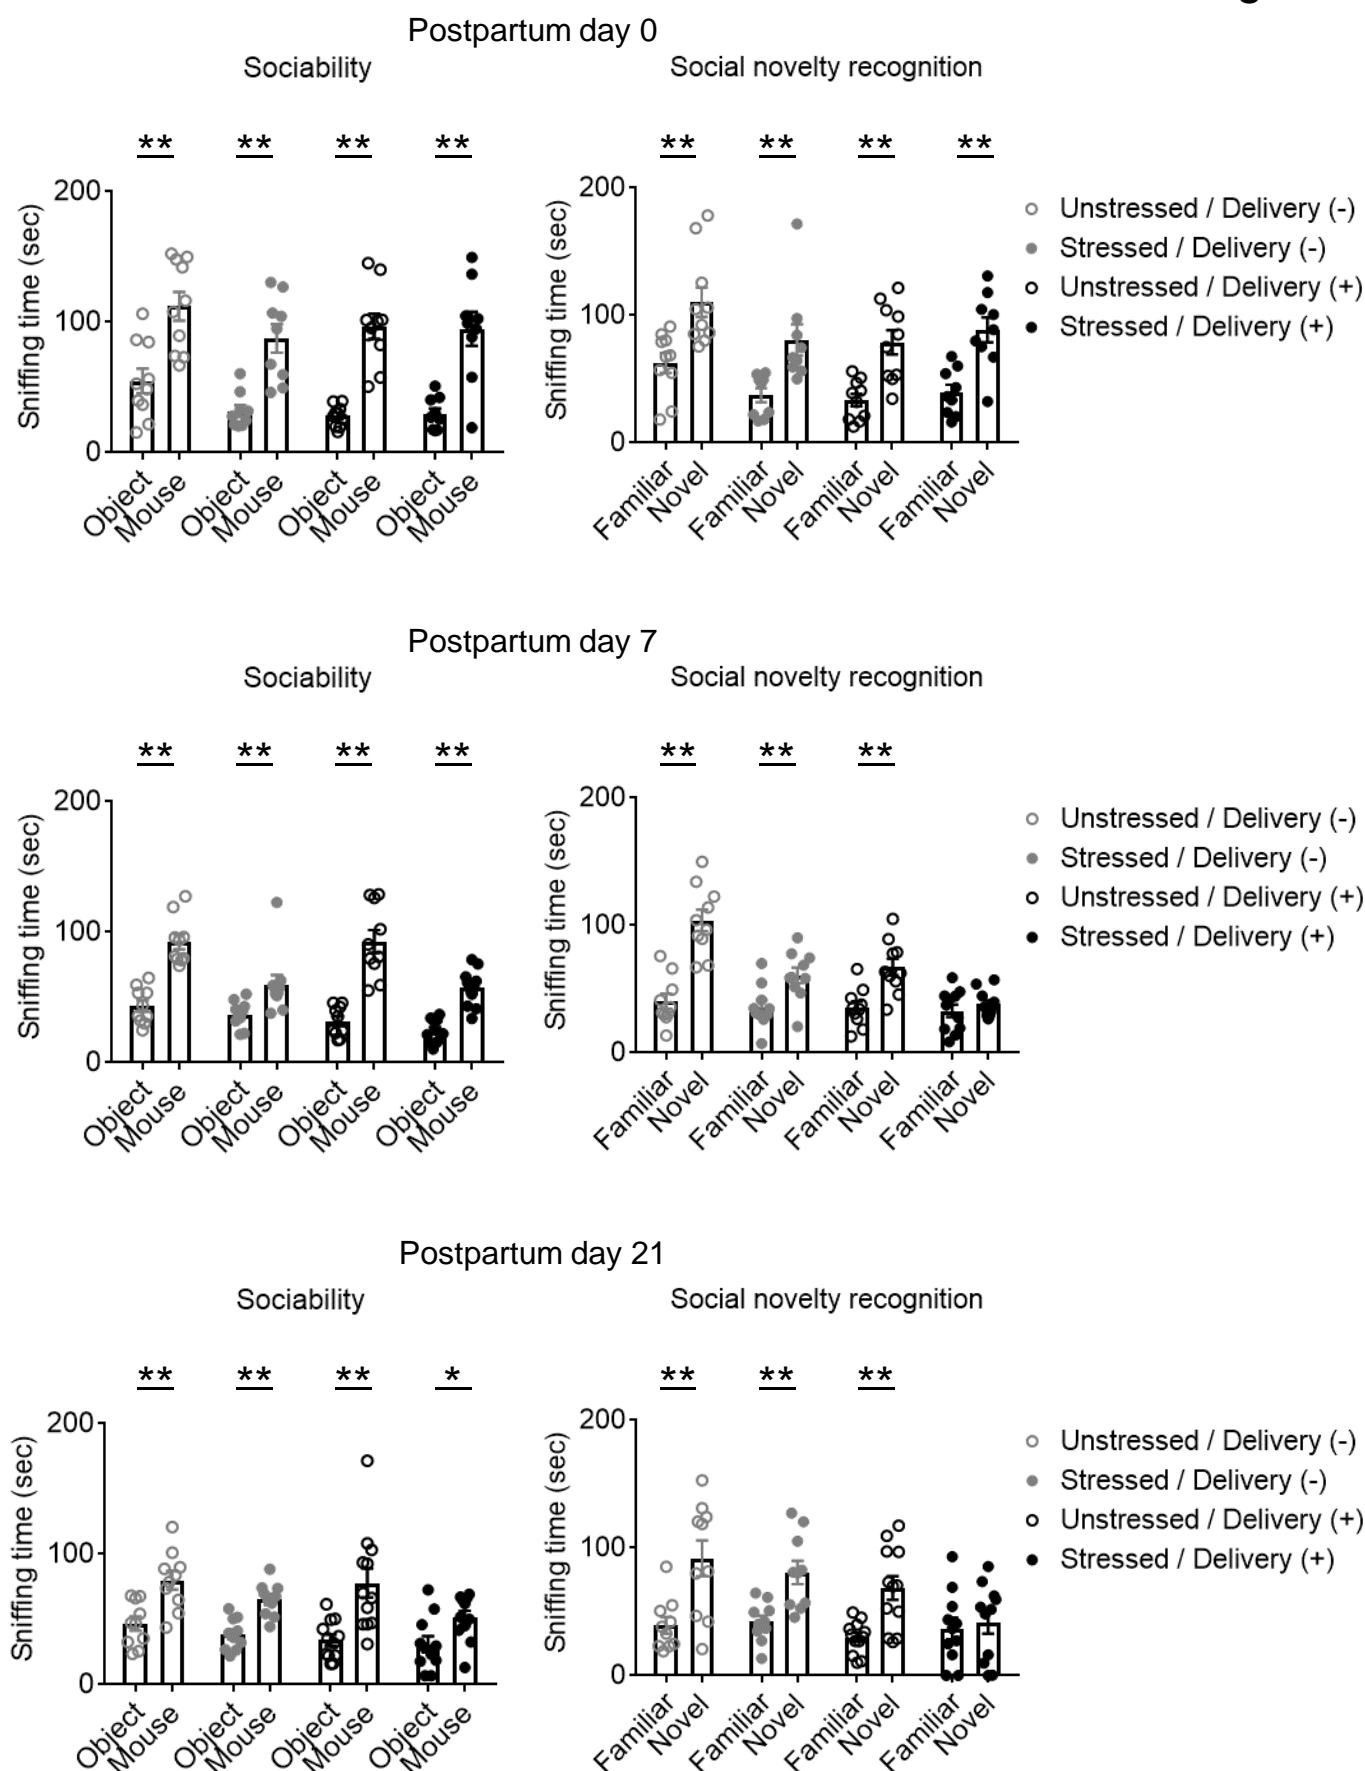 g
Postpartum day 0
Sociability
Social novelty recognition
** ** ** **
** ** ** **
Sniffing time (sec)
200
100
0
Object Mouse Object Mouse Object Mouse Object Mouse
Sniffing time (sec)
200
100
0
Familiar Novel Familiar Novel Familiar Novel Familiar Novel
Unstressed / Delivery (-)
Stressed / Delivery (-)
Unstressed / Delivery (+)
Stressed / Delivery (+)
Postpartum day 7
Sociability
Social novelty recognition
** ** ** **
** ** **
Sniffing time (sec)
200
100
0
Object Mouse Object Mouse Object Mouse Object Mouse
Sniffing time (sec)
200
100
0
Familiar Novel Familiar Novel Familiar Novel Familiar Novel
Unstressed / Delivery (-)
Stressed / Delivery (-)
Unstressed / Delivery (+)
Stressed / Delivery (+)
Postpartum day 21
Sociability
Social novelty recognition
** ** ** *
** ** **
Sniffing time (sec)
200
100
0
Object Mouse Object Mouse Object Mouse Object Mouse
Sniffing time (sec)
200
100
0
Familiar Novel Familiar Novel Familiar Novel Familiar Novel
Unstressed / Delivery (-)
Stressed / Delivery (-)
Unstressed / Delivery (+)
Stressed / Delivery (+)